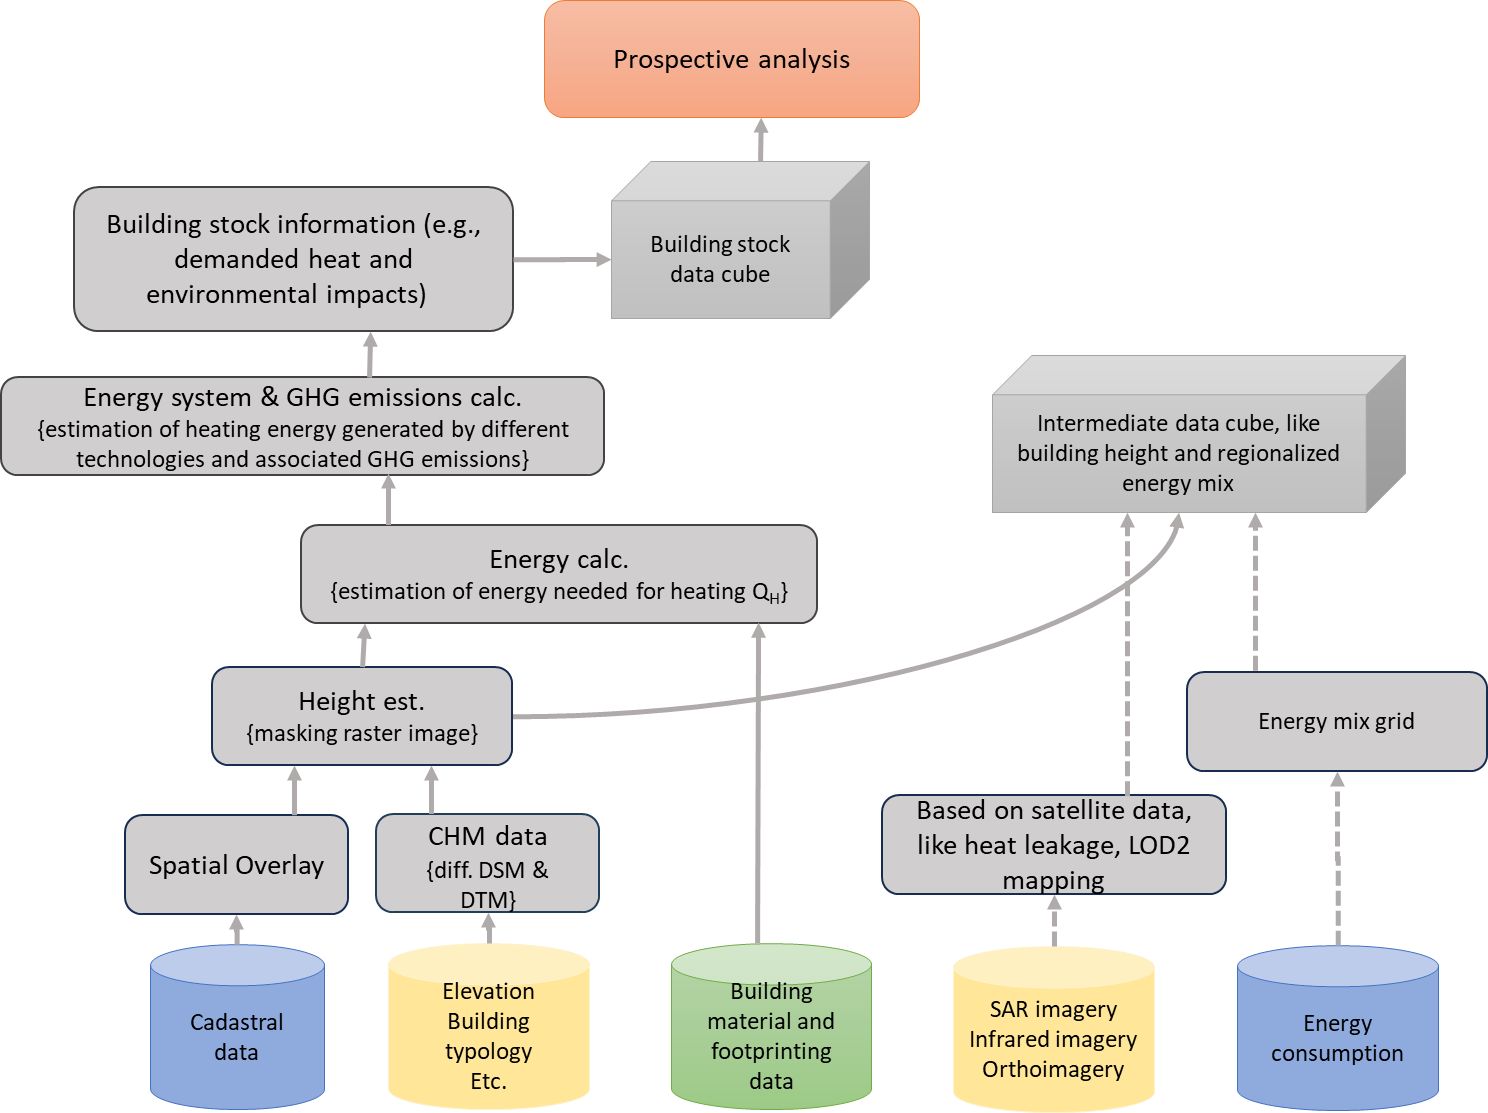 Prospective analysis
Building stock information (e.g.,
demanded heat and
environmental impacts)
Building stock
data cube
Energy system & GHG emissions calc.
{estimation of heating energy generated by different
technologies and associated GHG emissions}
Intermediate data cube, like
building height and regionalized
energy mix
Energy calc.
{estimation of energy needed for heating QH}
Height est.
{masking raster image}
Energy mix grid
Spatial Overlay
CHM data
{diff. DSM &
DTM}
Based on satellite data,
like heat leakage, LOD2
mapping
Cadastral
data
Elevation
Building
typology
Etc.
Building
material and
footprinting
data
SAR imagery
Infrared imagery
Orthoimagery
Energy
consumption